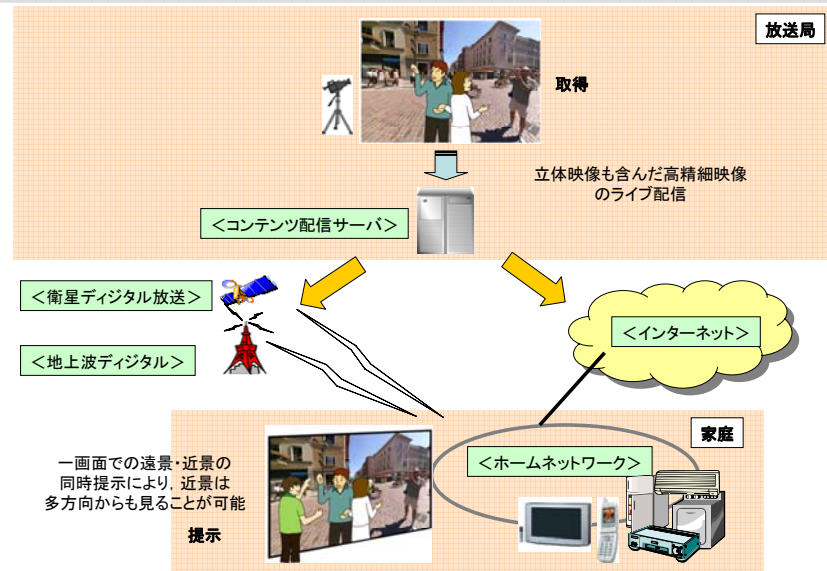 放送局
取得
立体映像も含んだ高精細映像
のライブ配信
＜コンテンツ配信サーバ＞
＜衛星ディジタル放送＞
＜インターネット＞
＜地上波ディジタル＞
家庭
一画面での遠景・近景の
同時提示により，近景は
多方向からも見ることが可能
＜ホームネットワーク＞
提示